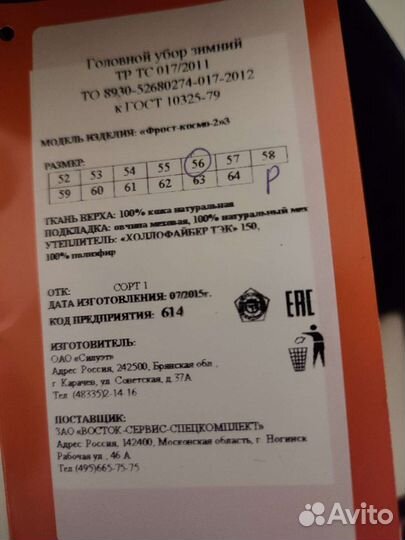 Головной убор зимний
ТР ТС 017/2011
ТО 8930-52680274-017-2012
к ГОСТ 10325-79
МОДЕЛЬ ИЗДЕЛИЯ: «Фрост-космо-2»З
РАЗМЕР:
52 53 54 55 56 57 58
59 60 61 62 63 64 Р
ТКАНЬ ВЕРХА: 100% кожа натуральная
ПОДКЛАДКА: овчина меховая, 100% натуральный мех
УТЕПЛИТЕЛЬ: «ХОЛЛОФАЙБЕР ТЭК» 150,
100% полиэфир
ОТК: СОРТ 1
ДАТА ИЗГОТОВЛЕНИЯ: 07/2015г.
КОД ПРЕДПРИЯТИЯ: 614
ЕАС
ИЗГОТОВИТЕЛЬ:
ОАО «Силуэт»
Адрес Россия, 242500, Брянская обл.,
г. Карачев, ул. Советская, д. 37А
Тел (48335)2-14-16
ПОСТАВЩИК:
ЗАО «ВОСТОК-СЕРВИС-СПЕЦКОМПЛЕКТ»
Адрес Россия, 142400, Московская область, г. Ногинск
Рабочая ул., 46 А
Тел (495)665-75-75
Avito